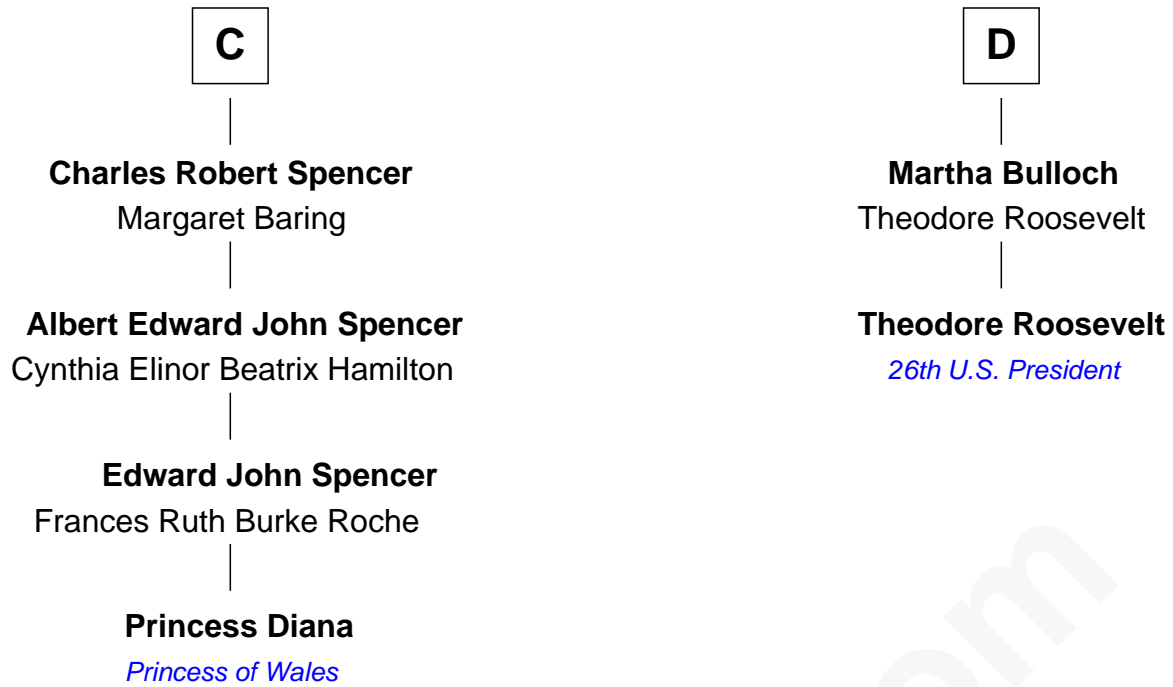 C
Charles Robert Spencer
Margaret Baring
Albert Edward John Spencer
Cynthia Elinor Beatrix Hamilton
Edward John Spencer
Frances Ruth Burke Roche
Princess Diana
Princess of Wales
D
Martha Bulloch
Theodore Roosevelt
Theodore Roosevelt
26th U.S. President
om